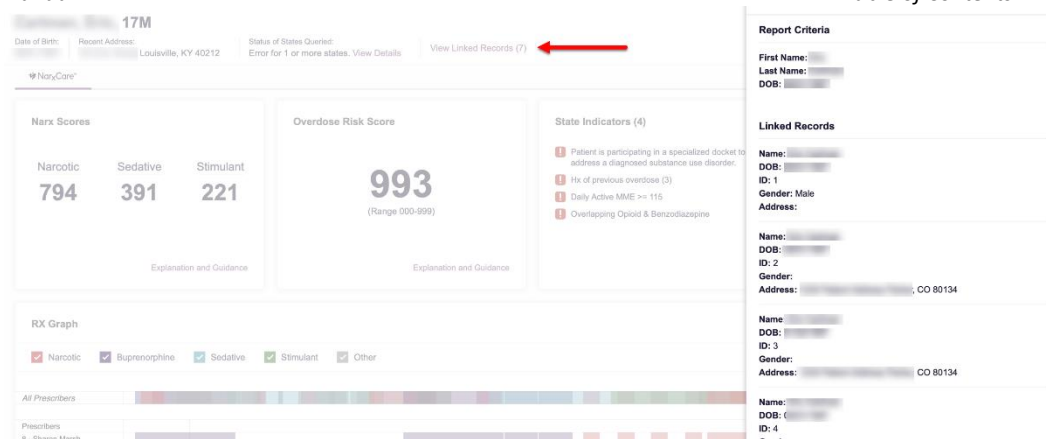 17M
Date of Birth: Recent Address: Status of States Queried:
Louisville, KY 40212 Error for 1 or more states. View Details View Linked Records (7)
NarxCare
Narx Scores
Narcotic Sedative Stimulant
794 391 221
Explanation and Guidance
Overdose Risk Score
993
(Range 000-999)
Explanation and Guidance
State Indicators (4)
Patient is participating in a specialized docket to
address a diagnosed substance use disorder.
Hx of previous overdose (3)
Daily Active MME >= 115
Overlapping Opioid & Benzodiazepine
RX Graph
Narcotic Buprenorphine Sedative Stimulant Other
All Prescribers
Prescribers
Report Criteria
First Name:
Last Name:
DOB:
Linked Records
Name:
DOB:
ID: 1
Gender: Male
Address:
Name:
DOB:
ID: 2
Gender:
Address: , CO 80134
Name
DOB:
ID: 3
Gender:
Address: CO 80134
Name:
DOB:
ID: 4